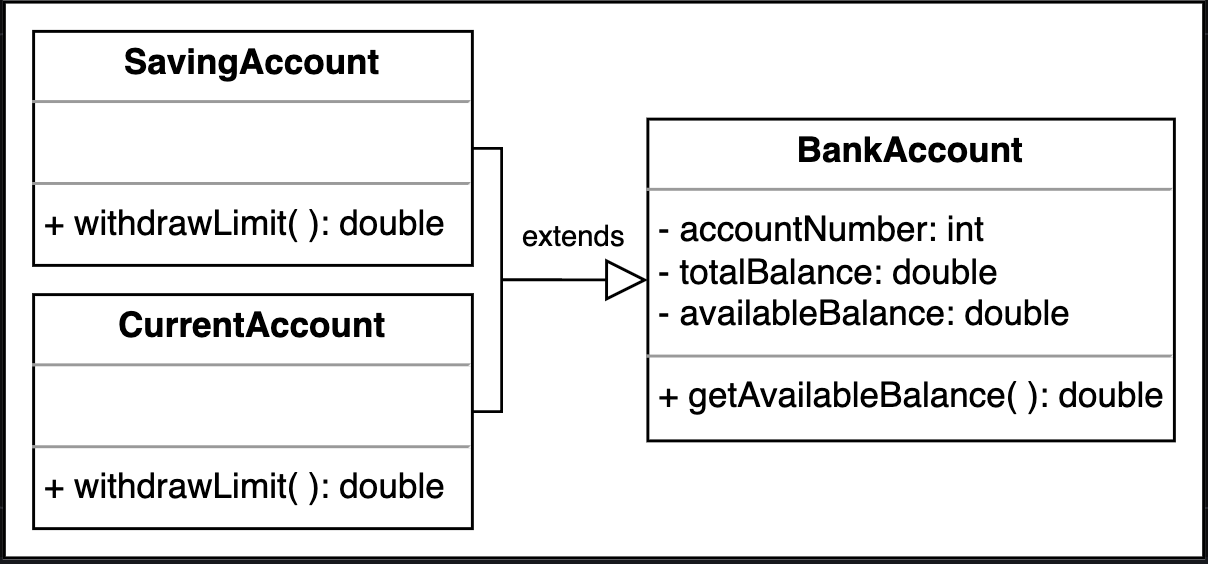 SavingAccount
+ withdrawLimit( ): double
CurrentAccount
+ withdrawLimit( ): double
extends
BankAccount
- accountNumber: int
- totalBalance: double
- availableBalance: double
+ getAvailableBalance( ): double